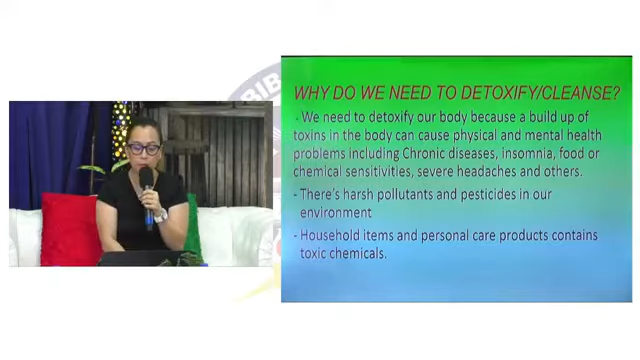 WHY DO WE NEED TO DETOXIFY/CLEANSE?
- We need to detoxify our body because a build up of
toxins in the body can cause physical and mental health
problems including Chronic diseases, insomnia, food or
chemical sensitivities, severe headaches and others.
- There's harsh pollutants and pesticides in our
environment
- Household items and personal care products contains
toxic chemicals.